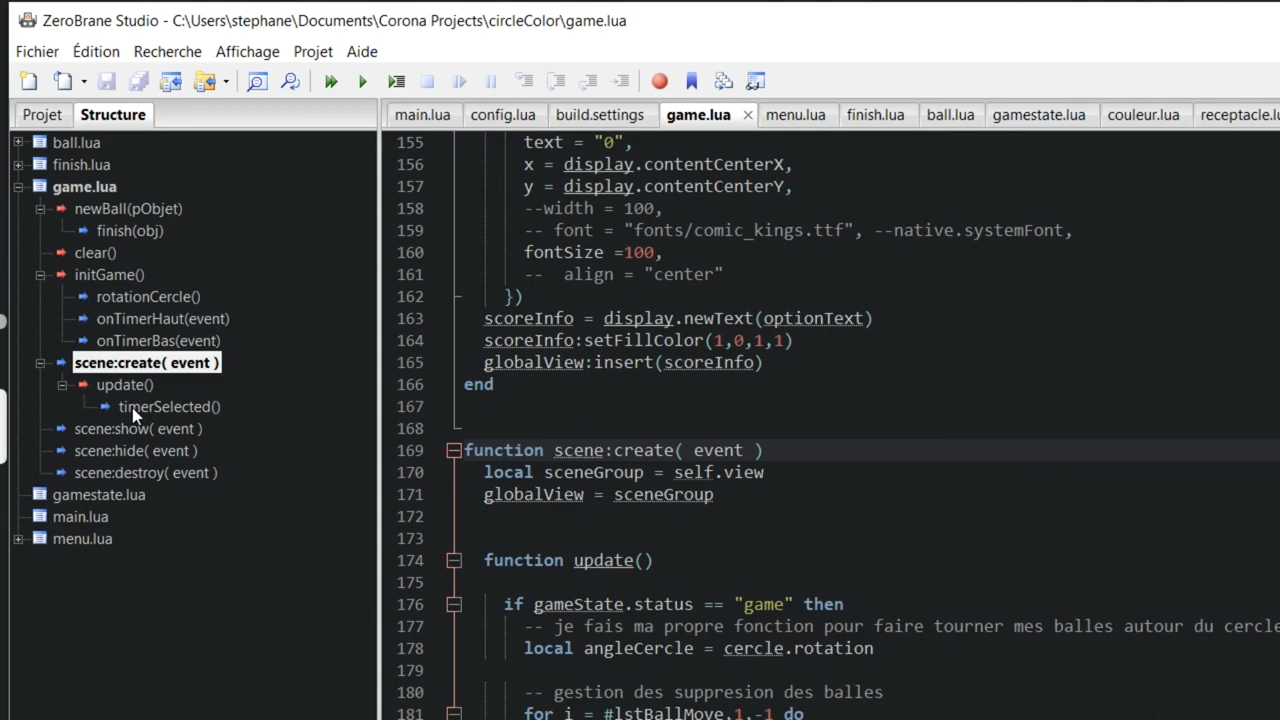 ZeroBrane Studio - C:\Users\stephane\Documents\Corona Projects\circleColor\game.lua
Fichier Édition Recherche Affichage Projet Aide
Projet Structure
ball.lua
finish.lua
game.lua
newBall(pObjet)
finish(obj)
clear()
initGame()
rotationCercle()
onTimerHaut(event)
onTimerBas(event)
scene:create( event )
update()
timerSelected()
scene:show( event )
scene:hide( event )
scene:destroy( event )
gamestate.lua
main.lua
menu.lua
main.lua config.lua build.settings game.lua menu.lua finish.lua ball.lua gamestate.lua couleur.lua receptacle.lu
155 text = "0",
156 x = display.contentCenterX,
157 y = display.contentCenterY,
158 --width = 100,
159 -- font = "fonts/comic_kings.ttf", --native.systemFont,
160 fontSize =100,
161 -- align = "center"
162 })
163 scoreInfo = display.newText(optionText)
164 scoreInfo:setFillColor(1,0,1,1)
165 globalView:insert(scoreInfo)
166 end
167
168
169 function scene:create( event )
170 local sceneGroup = self.view
171 globalView = sceneGroup
172
173
174 function update()
175
176 if gameState.status == "game" then
177 -- je fais ma propre fonction pour faire tourner mes balles autour du cercle
178 local angleCercle = cercle.rotation
179
180 -- gestion des suppresion des balles
181 for i = #lstBallMove,1,-1 do